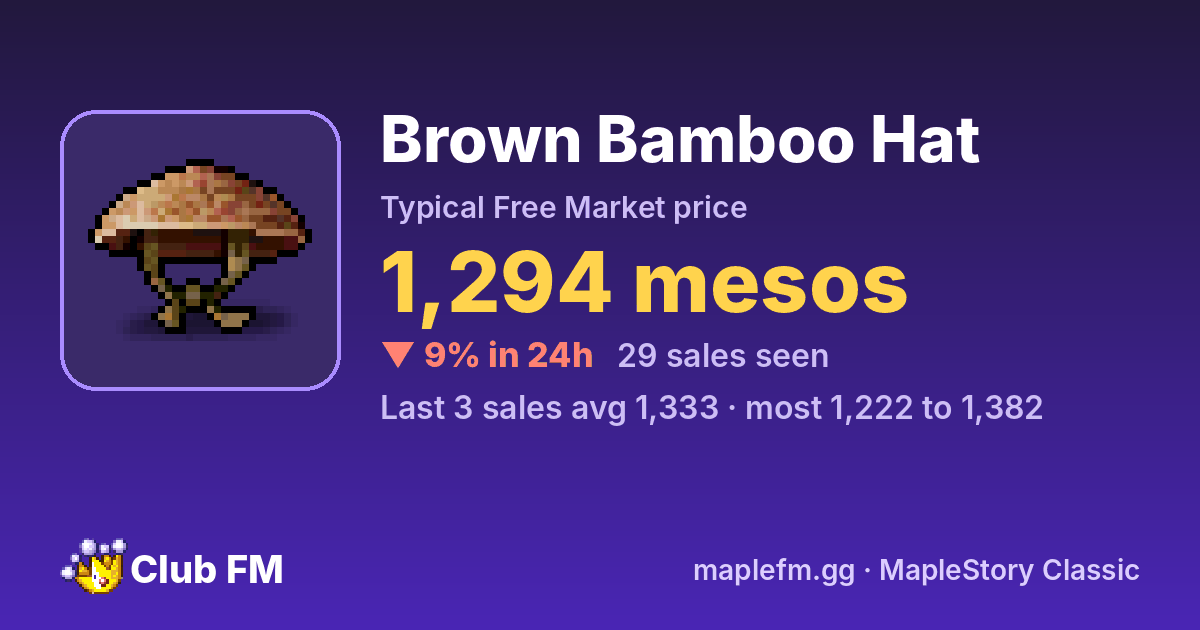 Brown Bamboo Hat
Typical Free Market price
1,294 mesos
▼ 9% in 24h 29 sales seen
Last 3 sales avg 1,333 · most 1,222 to 1,382
Club FM
maplefm.gg · MapleStory Classic